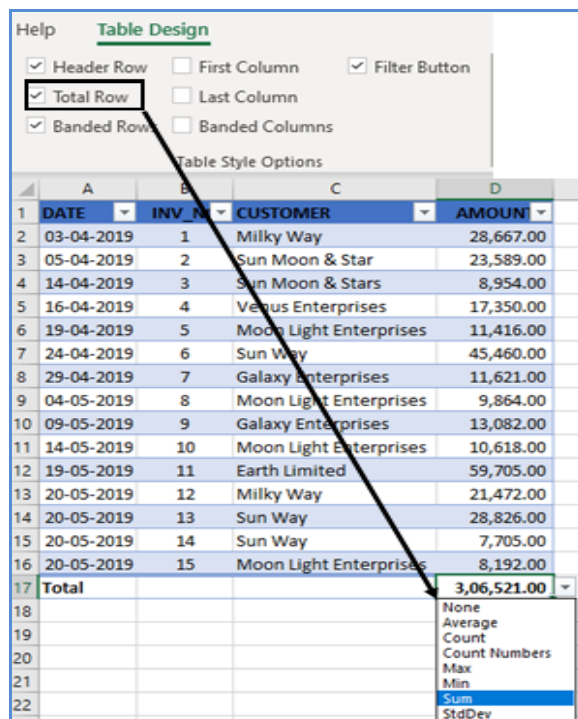 Help Table Design
Header Row First Column Filter Button
Total Row Last Column
Banded Rows Banded Columns
Table Style Options
A B C D
1 DATE CUSTOMER AMOUNT
2 03-04-2019 1 Milky Way 28,667.00
3 05-04-2019 2 Sun Moon & Star 23,589.00
4 14-04-2019 3 Sun Moon & Stars 8,954.00
5 16-04-2019 4 Venus Enterprises 17,350.00
6 19-04-2019 5 Moon Light Enterprises 11,416.00
7 24-04-2019 6 Sun Way 45,460.00
8 29-04-2019 7 Galaxy Enterprises 11,621.00
9 04-05-2019 8 Moon Light Enterprises 9,864.00
10 09-05-2019 9 Galaxy Enterprises 13,082.00
11 14-05-2019 10 Moon Light Enterprises 10,618.00
12 19-05-2019 11 Earth Limited 59,705.00
13 20-05-2019 12 Milky Way 21,472.00
14 20-05-2019 13 Sun Way 28,826.00
15 20-05-2019 14 Sun Way 7,705.00
16 20-05-2019 15 Moon Light Enterprises 8,192.00
17 Total 3,06,521.00
18 None
Average
19 Count
20 Count Numbers
Max
21 Min
22 Sum
StdDev